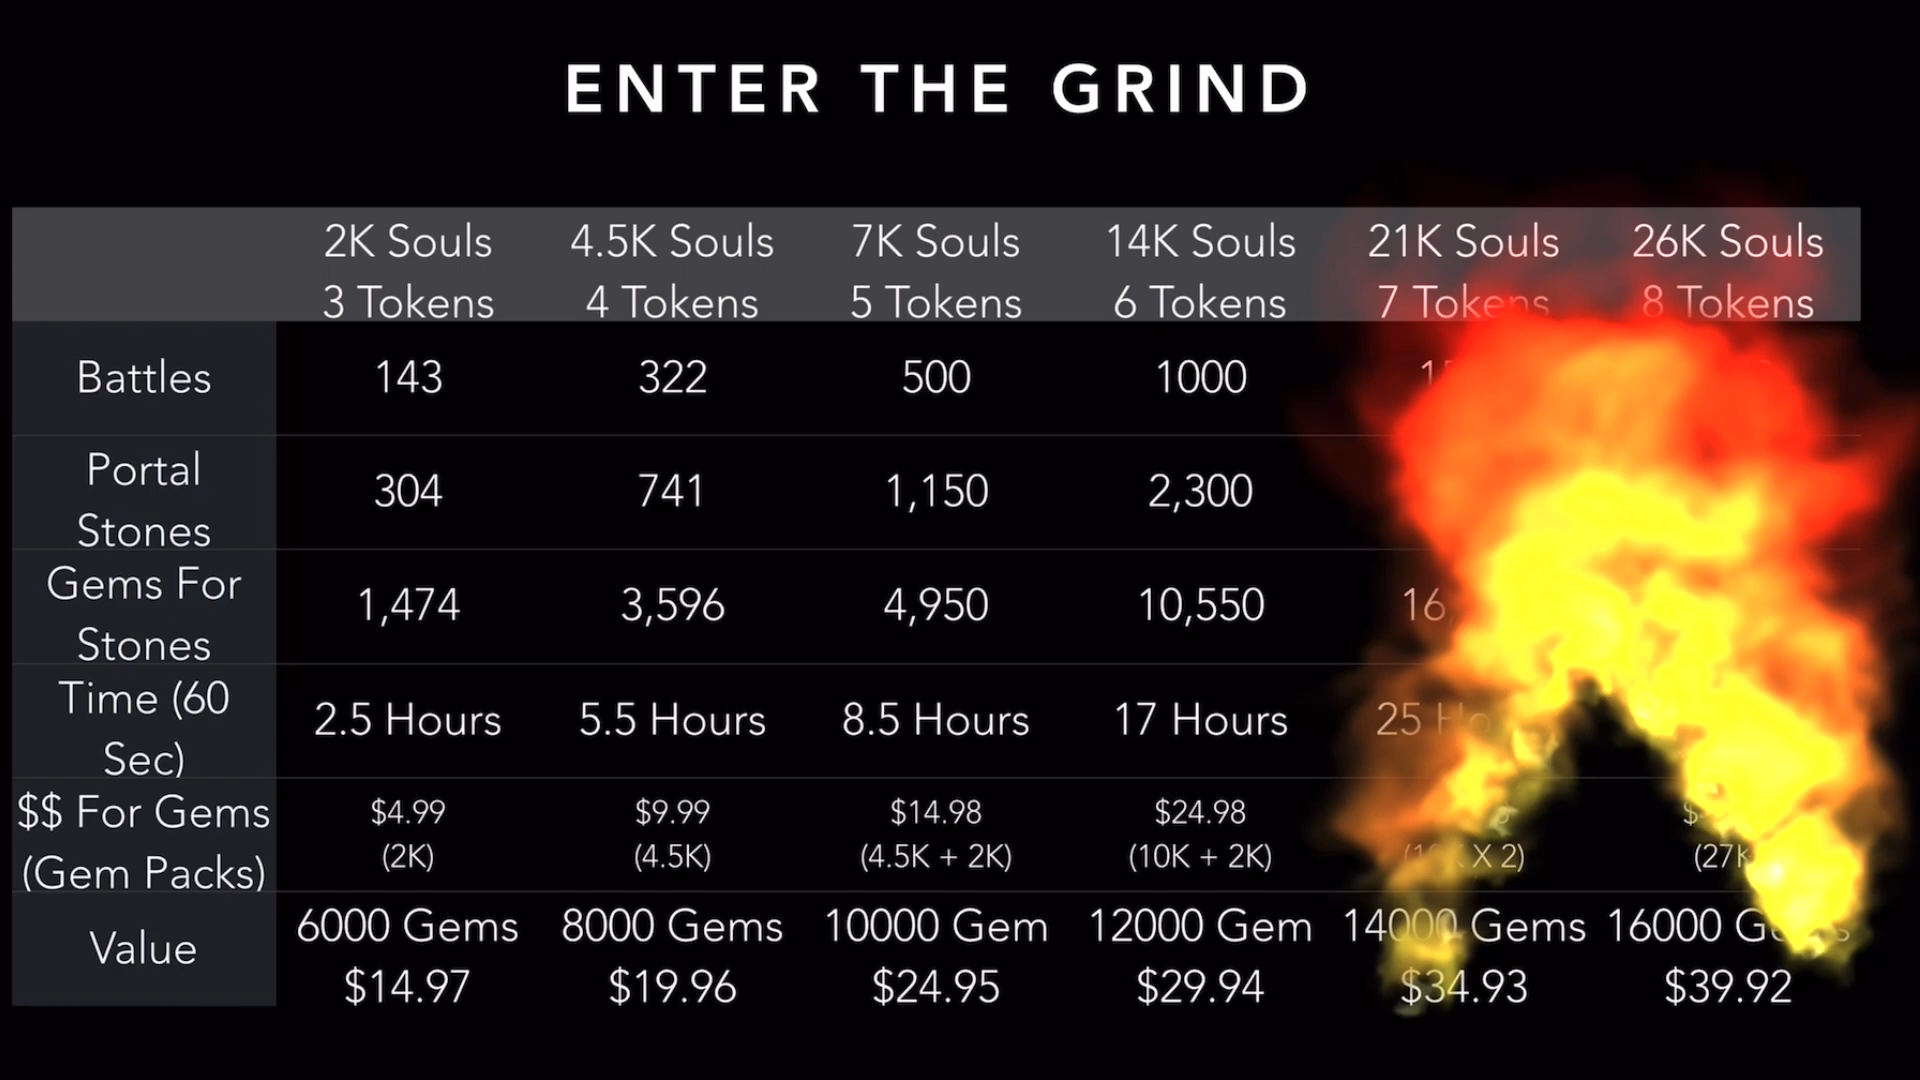 ENTER THE GRIND
2K Souls 4.5K Souls 7K Souls 14K Souls 21K Souls 26K Souls
3 Tokens 4 Tokens 5 Tokens 6 Tokens 7 Tokens 8 Tokens
Battles 143 322 500 1000
Portal
Stones
304 741 1,150 2,300
Gems For
Stones
1,474 3,596 4,950 10,550
Time (60
Sec)
2.5 Hours 5.5 Hours 8.5 Hours 17 Hours 25
$$ For Gems
(Gem Packs)
$4.99 $9.99 $14.98 $24.98
(2K) (4.5K) (4.5K + 2K) (10K + 2K) X 2)
Value
6000 Gems 8000 Gems 10000 Gem 12000 Gem 14000 Gems 16000
$14.97 $19.96 $24.95 $29.94 $34.93 $39.92